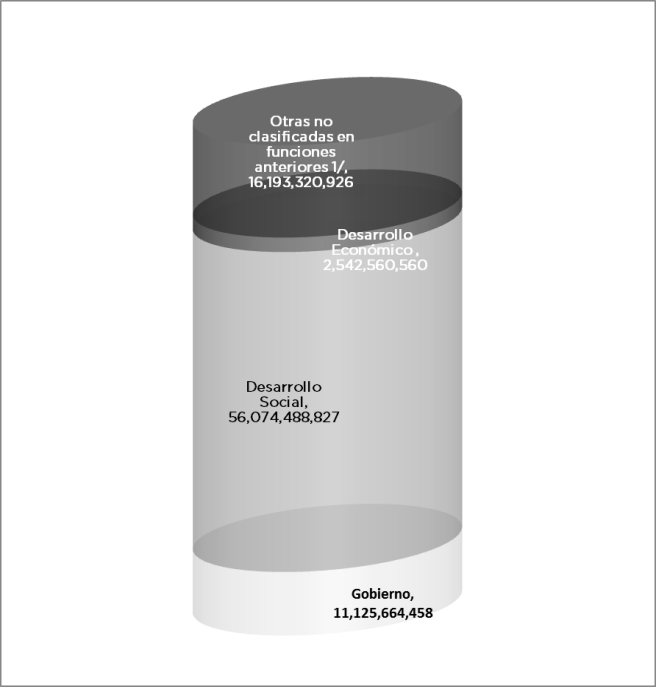 Otras no
clasificadas en
funciones
anteriores 1/,
16,193,320,926
Desarrollo
Económico ,
2,542,560,560
Desarrollo
Social,
56,074,488,827
Gobierno,
11,125,664,458